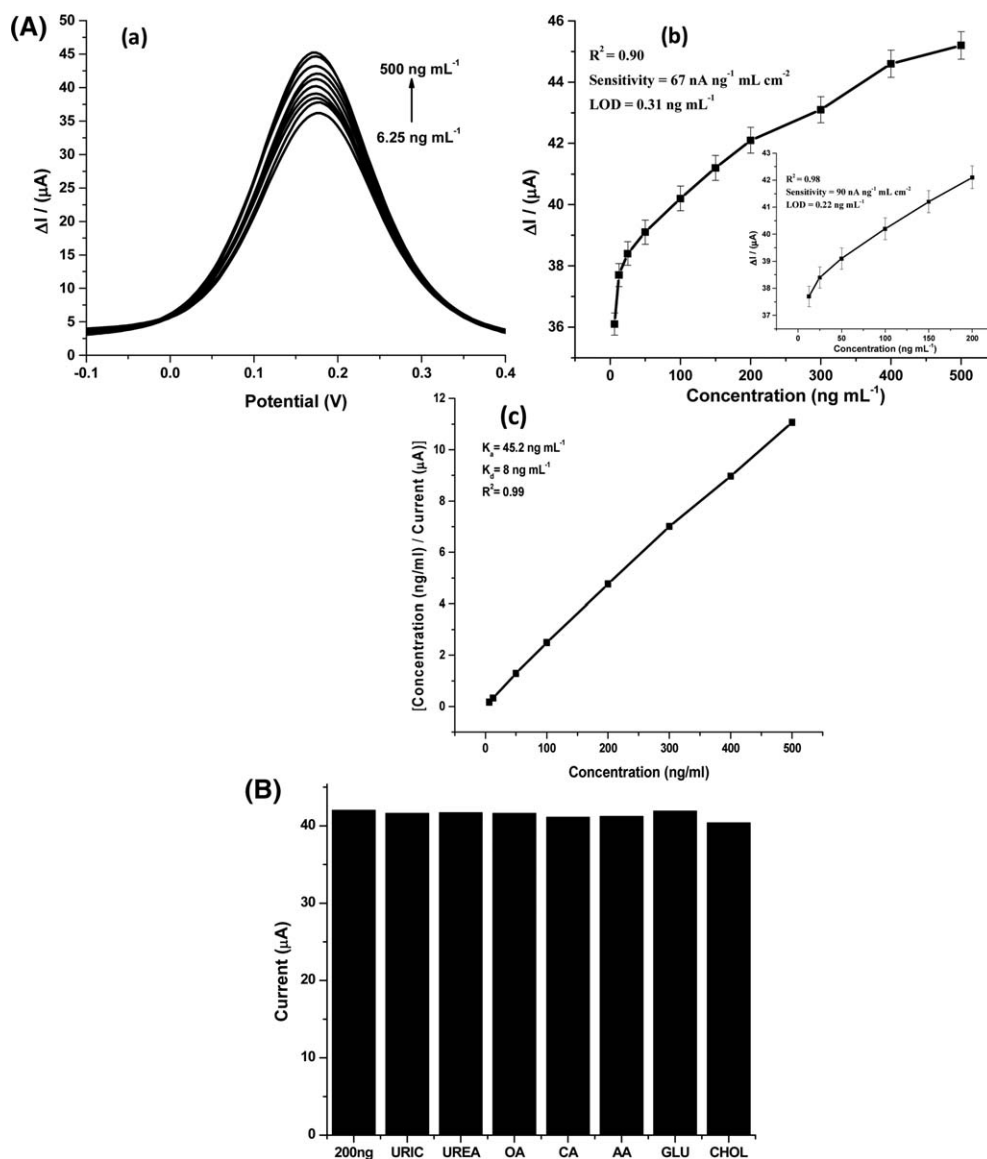 (A)
(a)
50
45
40
35
30
25
20
15
10
5
0
ΔI / (μA)
500 ng mL⁻¹
6.25 ng mL⁻¹
-0.1 0.0 0.1 0.2 0.3 0.4
Potential (V)
(b)
R² = 0.90
Sensitivity = 67 nA ng⁻¹ mL cm⁻²
LOD = 0.31 ng mL⁻¹
46
44
42
40
38
36
ΔI / (μA)
0 100 200 300 400 500
Concentration (ng mL⁻¹)
43
42
41
40
39
38
37
ΔI / (μA)
R² = 0.98
Sensitivity = 90 nA ng⁻¹ mL cm⁻²
LOD = 0.22 ng mL⁻¹
0 50 100 150 200
Concentration (ng mL⁻¹)
(c)
Kₐ= 45.2 ng mL⁻¹
K_d= 8 ng mL⁻¹
R²= 0.99
12
10
8
6
4
2
0
[Concentration (ng/ml) / Current (μA)]
0 100 200 300 400 500
Concentration (ng/ml)
(B)
40
30
20
10
0
Current (μA)
200ng URIC UREA OA CA AA GLU CHOL